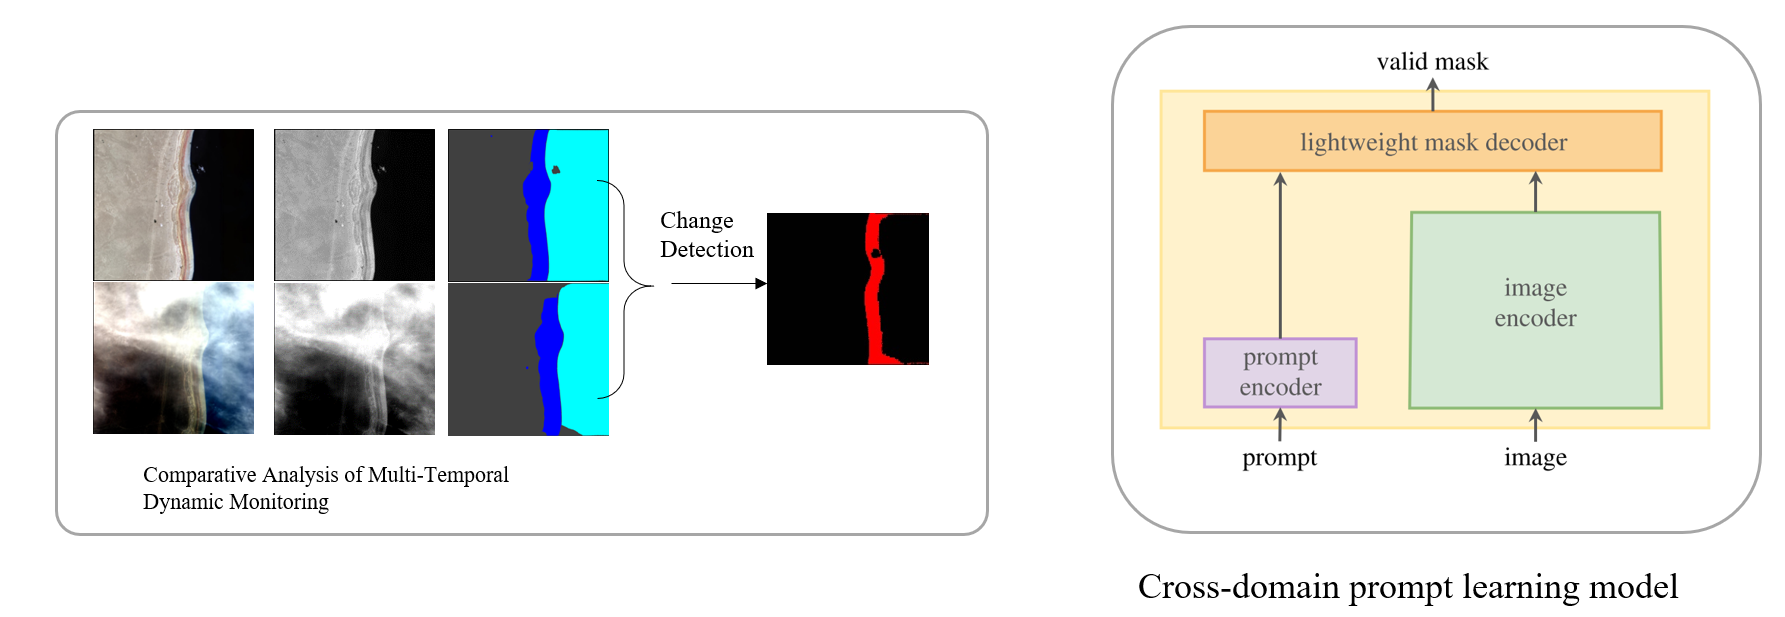 Change
Detection
Comparative Analysis of Multi-Temporal
Dynamic Monitoring
valid mask
lightweight mask decoder
image
encoder
prompt
encoder
prompt
image
Cross-domain prompt learning model